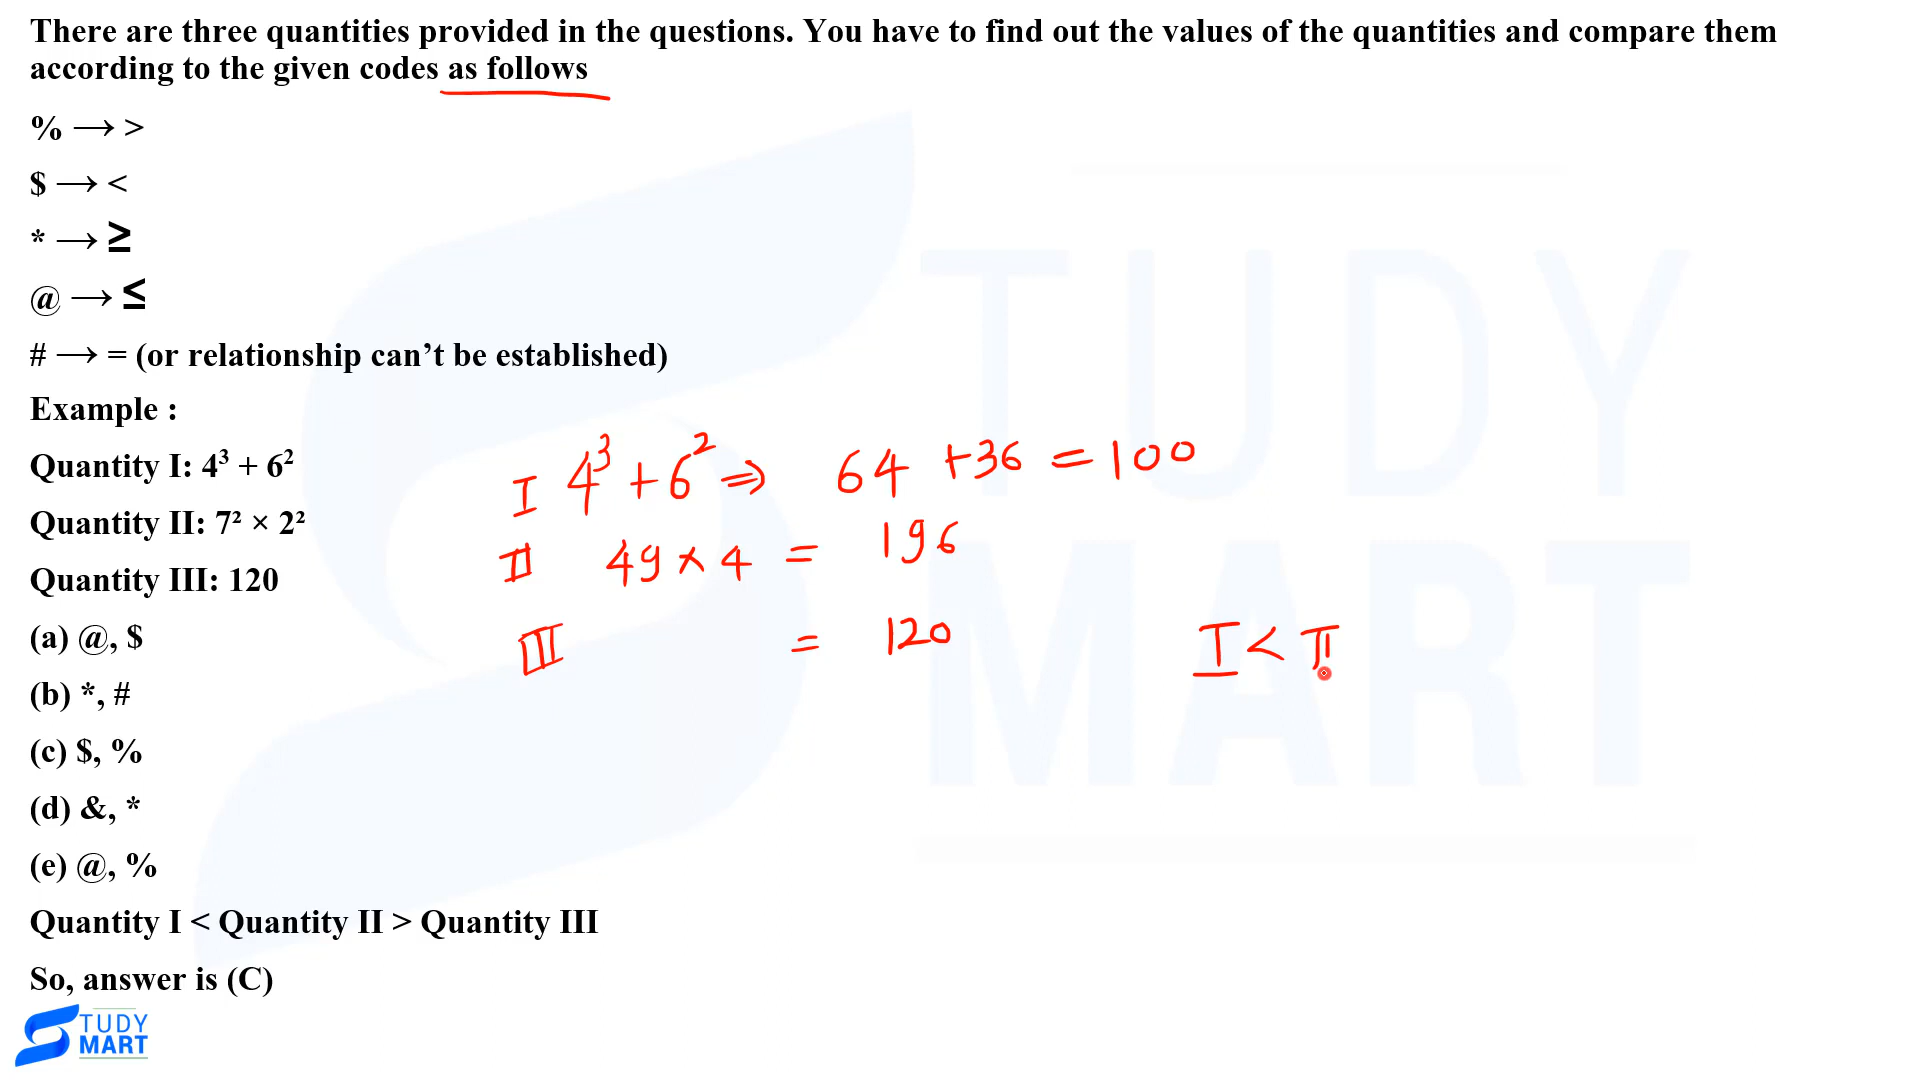 There are three quantities provided in the questions. You have to find out the values of the quantities and compare them
according to the given codes as follows
% ⟶ >
$ ⟶ <
* ⟶ ≥
@ ⟶ ≤
# ⟶ = (or relationship can’t be established)
Example :
Quantity I: 4³ + 6²
I 4³ + 6² ⇒ 64 + 36 = 100
Quantity II: 7² × 2²
II 49 × 4 = 196
Quantity III: 120
III = 120
I < II
(a) @, $
(b) *, #
(c) $, %
(d) &, *
(e) @, %
Quantity I < Quantity II > Quantity III
So, answer is (C)
STUDY
MART
TUDY
MART